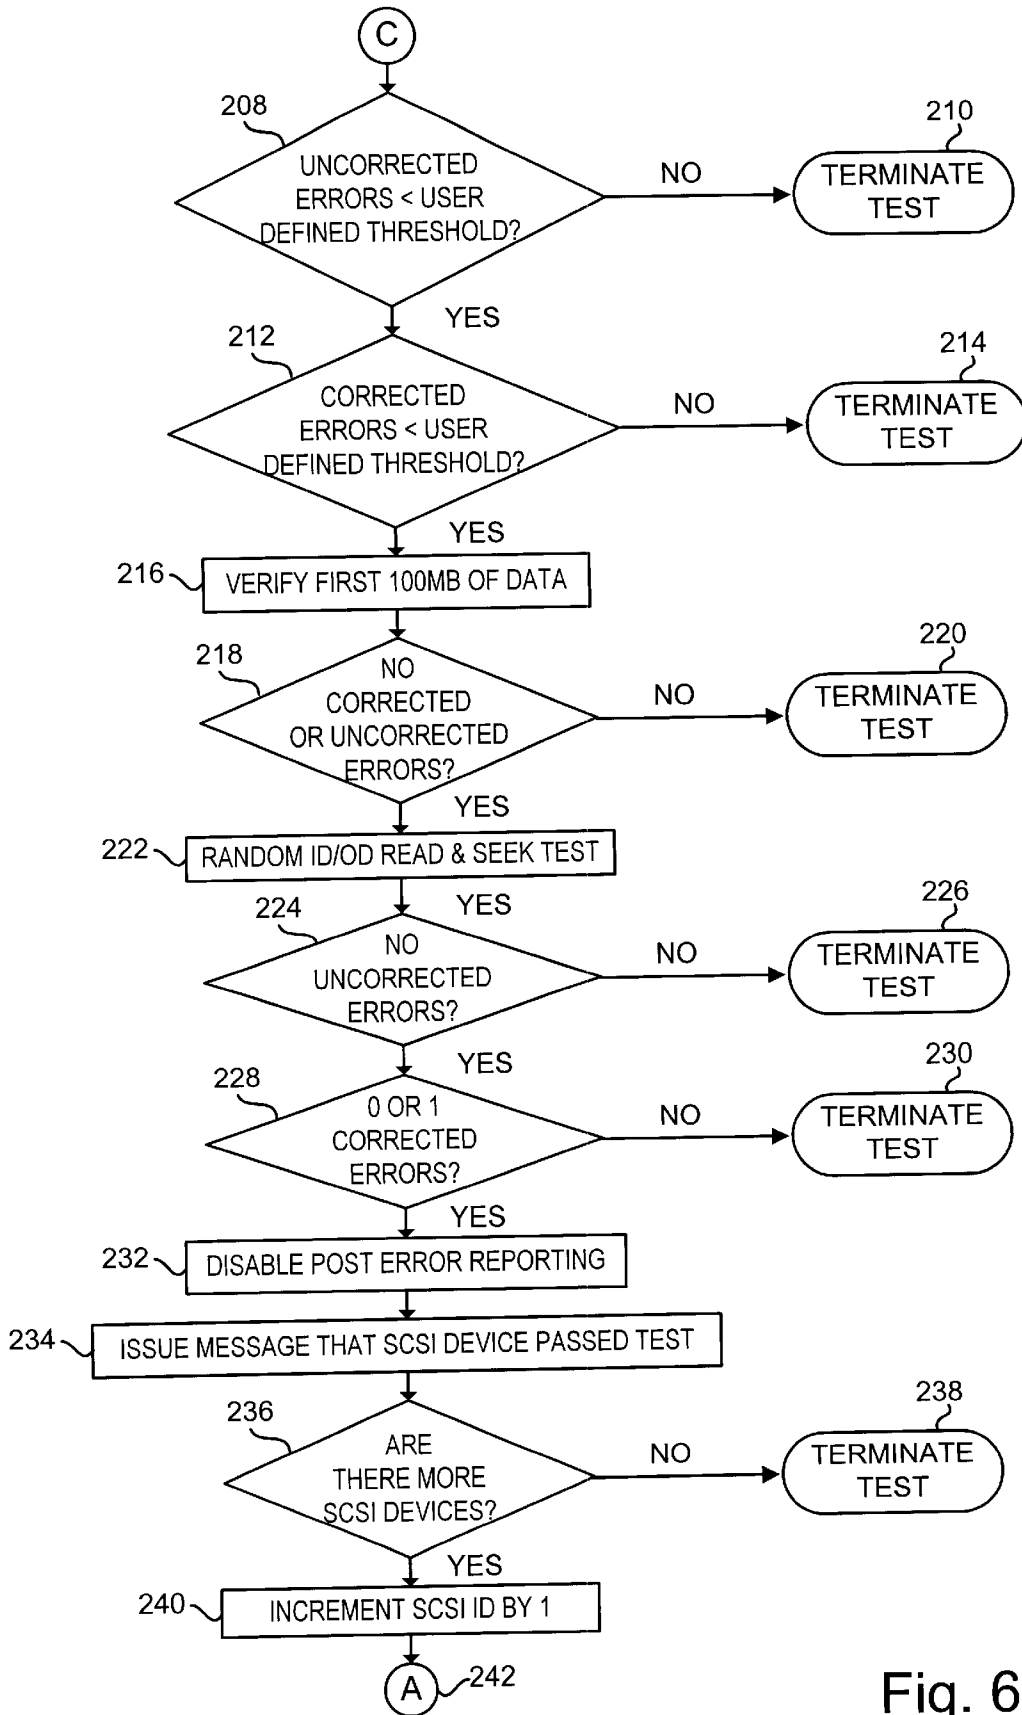 C
208
UNCORRECTED
ERRORS < USER
DEFINED THRESHOLD?
NO
210
TERMINATE
TEST
YES
212
CORRECTED
ERRORS < USER
DEFINED THRESHOLD?
NO
214
TERMINATE
TEST
YES
216
VERIFY FIRST 100MB OF DATA
218
NO
CORRECTED
OR UNCORRECTED
ERRORS?
NO
220
TERMINATE
TEST
YES
222
RANDOM ID/OD READ & SEEK TEST
YES
224
NO
UNCORRECTED
ERRORS?
NO
226
TERMINATE
TEST
YES
228
0 OR 1
CORRECTED
ERRORS?
NO
230
TERMINATE
TEST
YES
232
DISABLE POST ERROR REPORTING
234
ISSUE MESSAGE THAT SCSI DEVICE PASSED TEST
236
ARE
THERE MORE
SCSI DEVICES?
NO
238
TERMINATE
TEST
YES
240
INCREMENT SCSI ID BY 1
A
242
Fig. 6